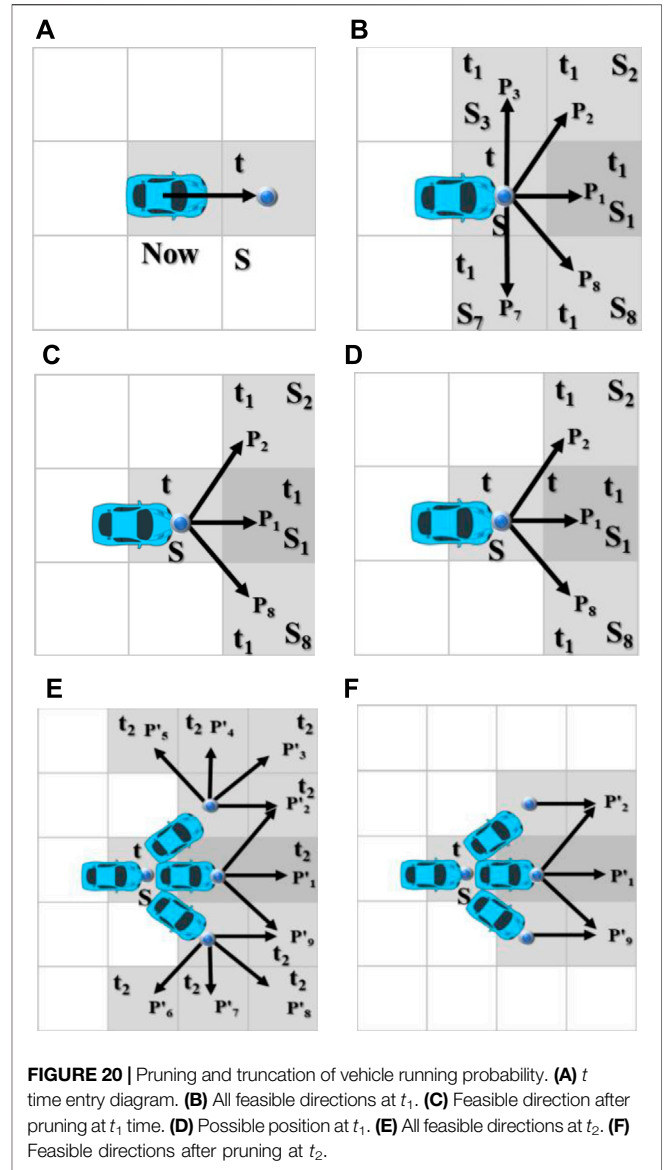 A
t
Now S
B
t₁ t₁ S₂
P₃
S₃ P₂
t t₁
P₁
S S₁
t₁ P₈
S₇ P₇ t₁ S₈
C
t₁ S₂
P₂
t t₁
P₁
S S₁
P₈
t₁ S₈
D
t₁ S₂
P₂
t t t₁
P₁
S S₁
P₈
t₁ S₈
E
t₂ P'₅ t₂ P'₄ t₂
P'₃
t₂
P'₂
t t₂
P'₁
S
P'₉
t₂
t₂ t₂ t₂
P'₆ P'₇ P'₈
F
P'₂
t
P'₁
S
P'₉
FIGURE 20 | Pruning and truncation of vehicle running probability. (A) t
time entry diagram. (B) All feasible directions at t₁. (C) Feasible direction after
pruning at t₁ time. (D) Possible position at t₁. (E) All feasible directions at t₂. (F)
Feasible directions after pruning at t₂.